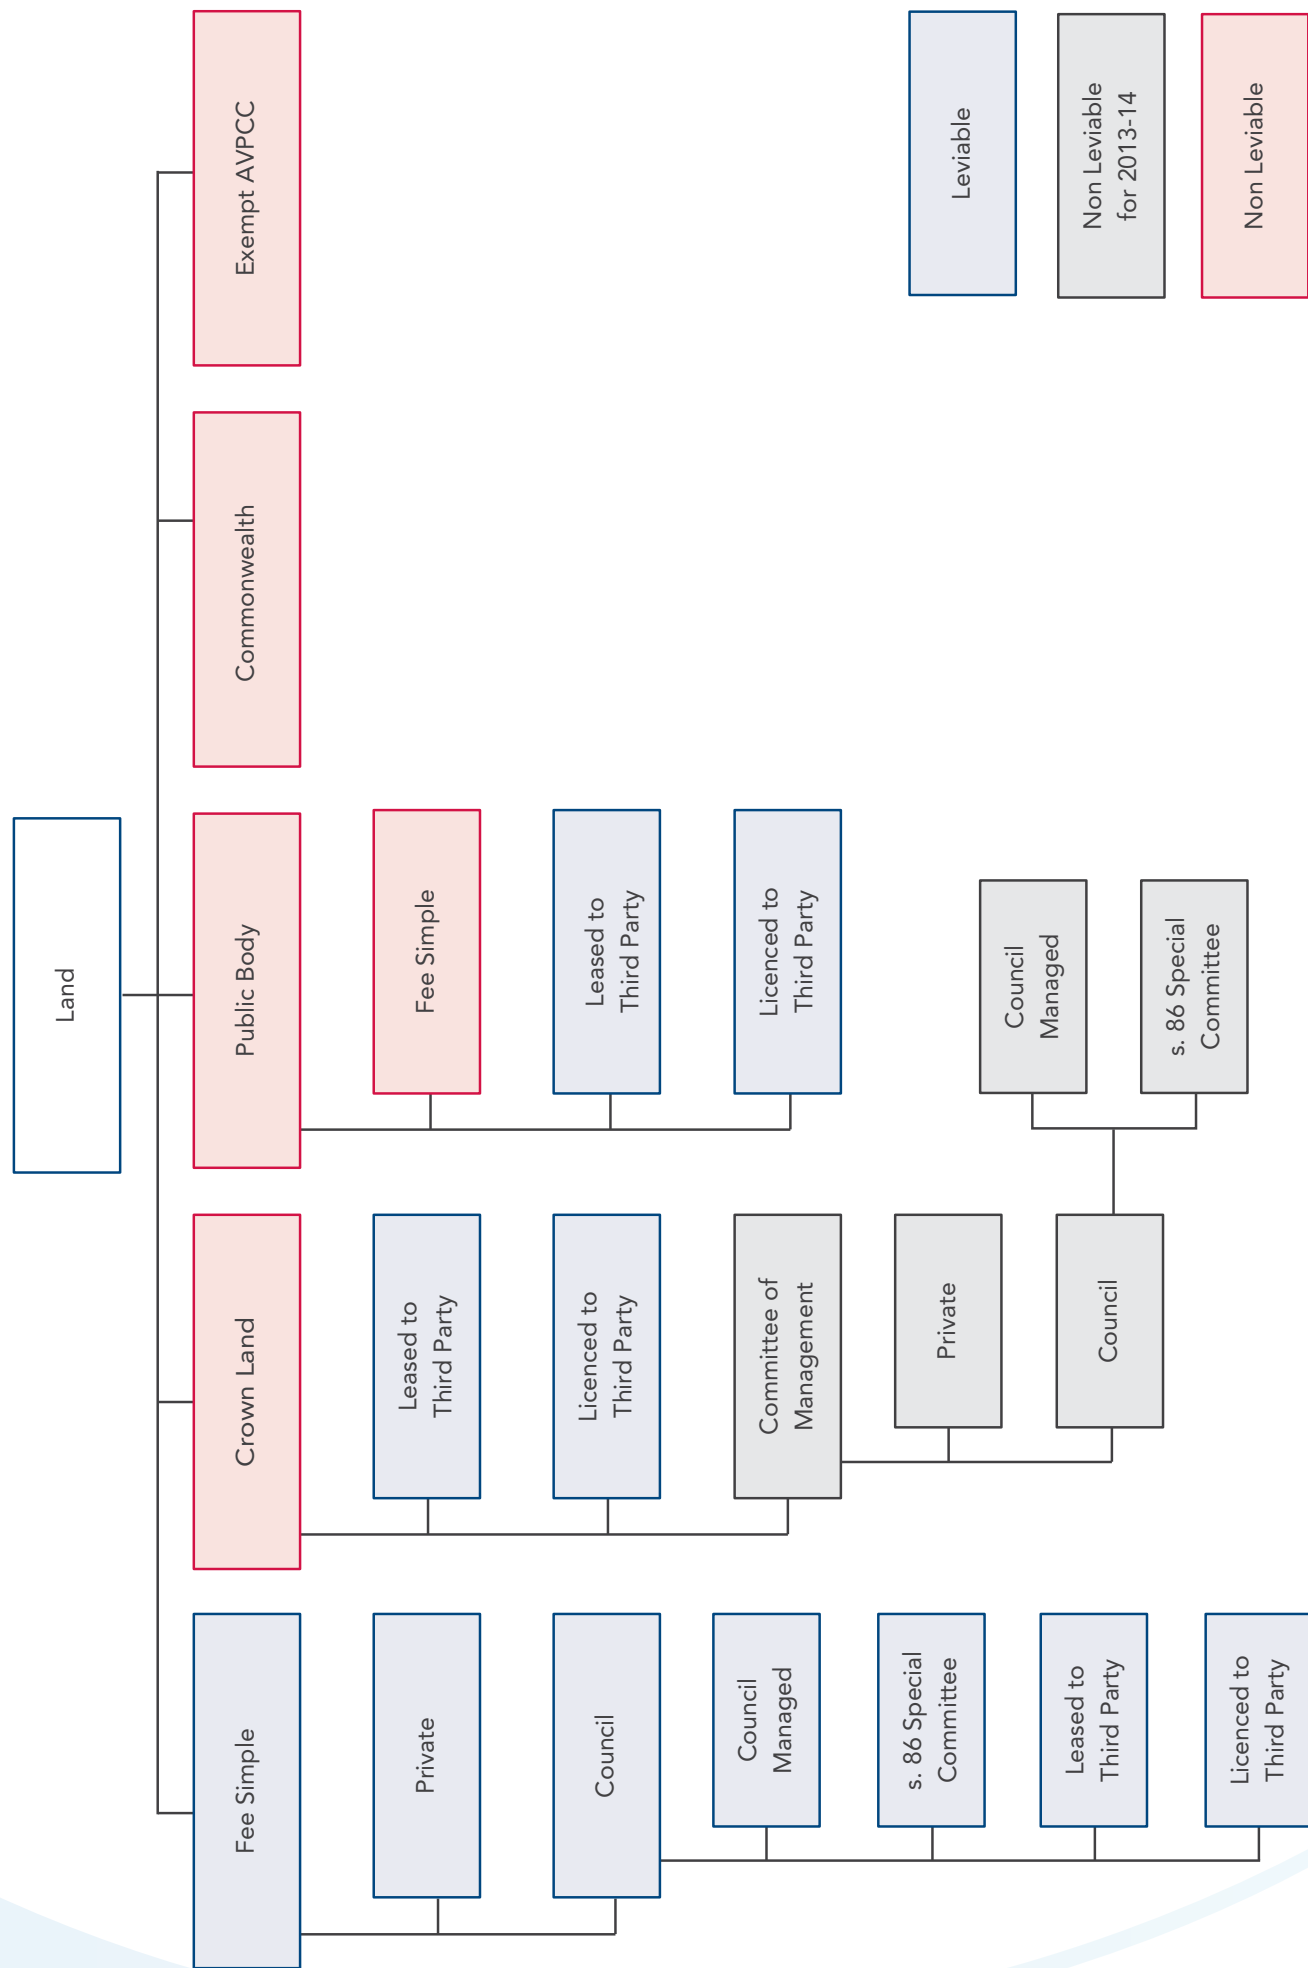 Land
Fee Simple
Crown Land
Public Body
Commonwealth
Exempt AVPCC
Private
Leased to
Third Party
Fee Simple
Council
Licenced to
Third Party
Leased to
Third Party
Council
Managed
Committee of
Management
Licenced to
Third Party
s. 86 Special
Committee
Private
Council
Managed
Leased to
Third Party
Council
s. 86 Special
Committee
Licenced to
Third Party
Leviable
Non Leviable
for 2013-14
Non Leviable